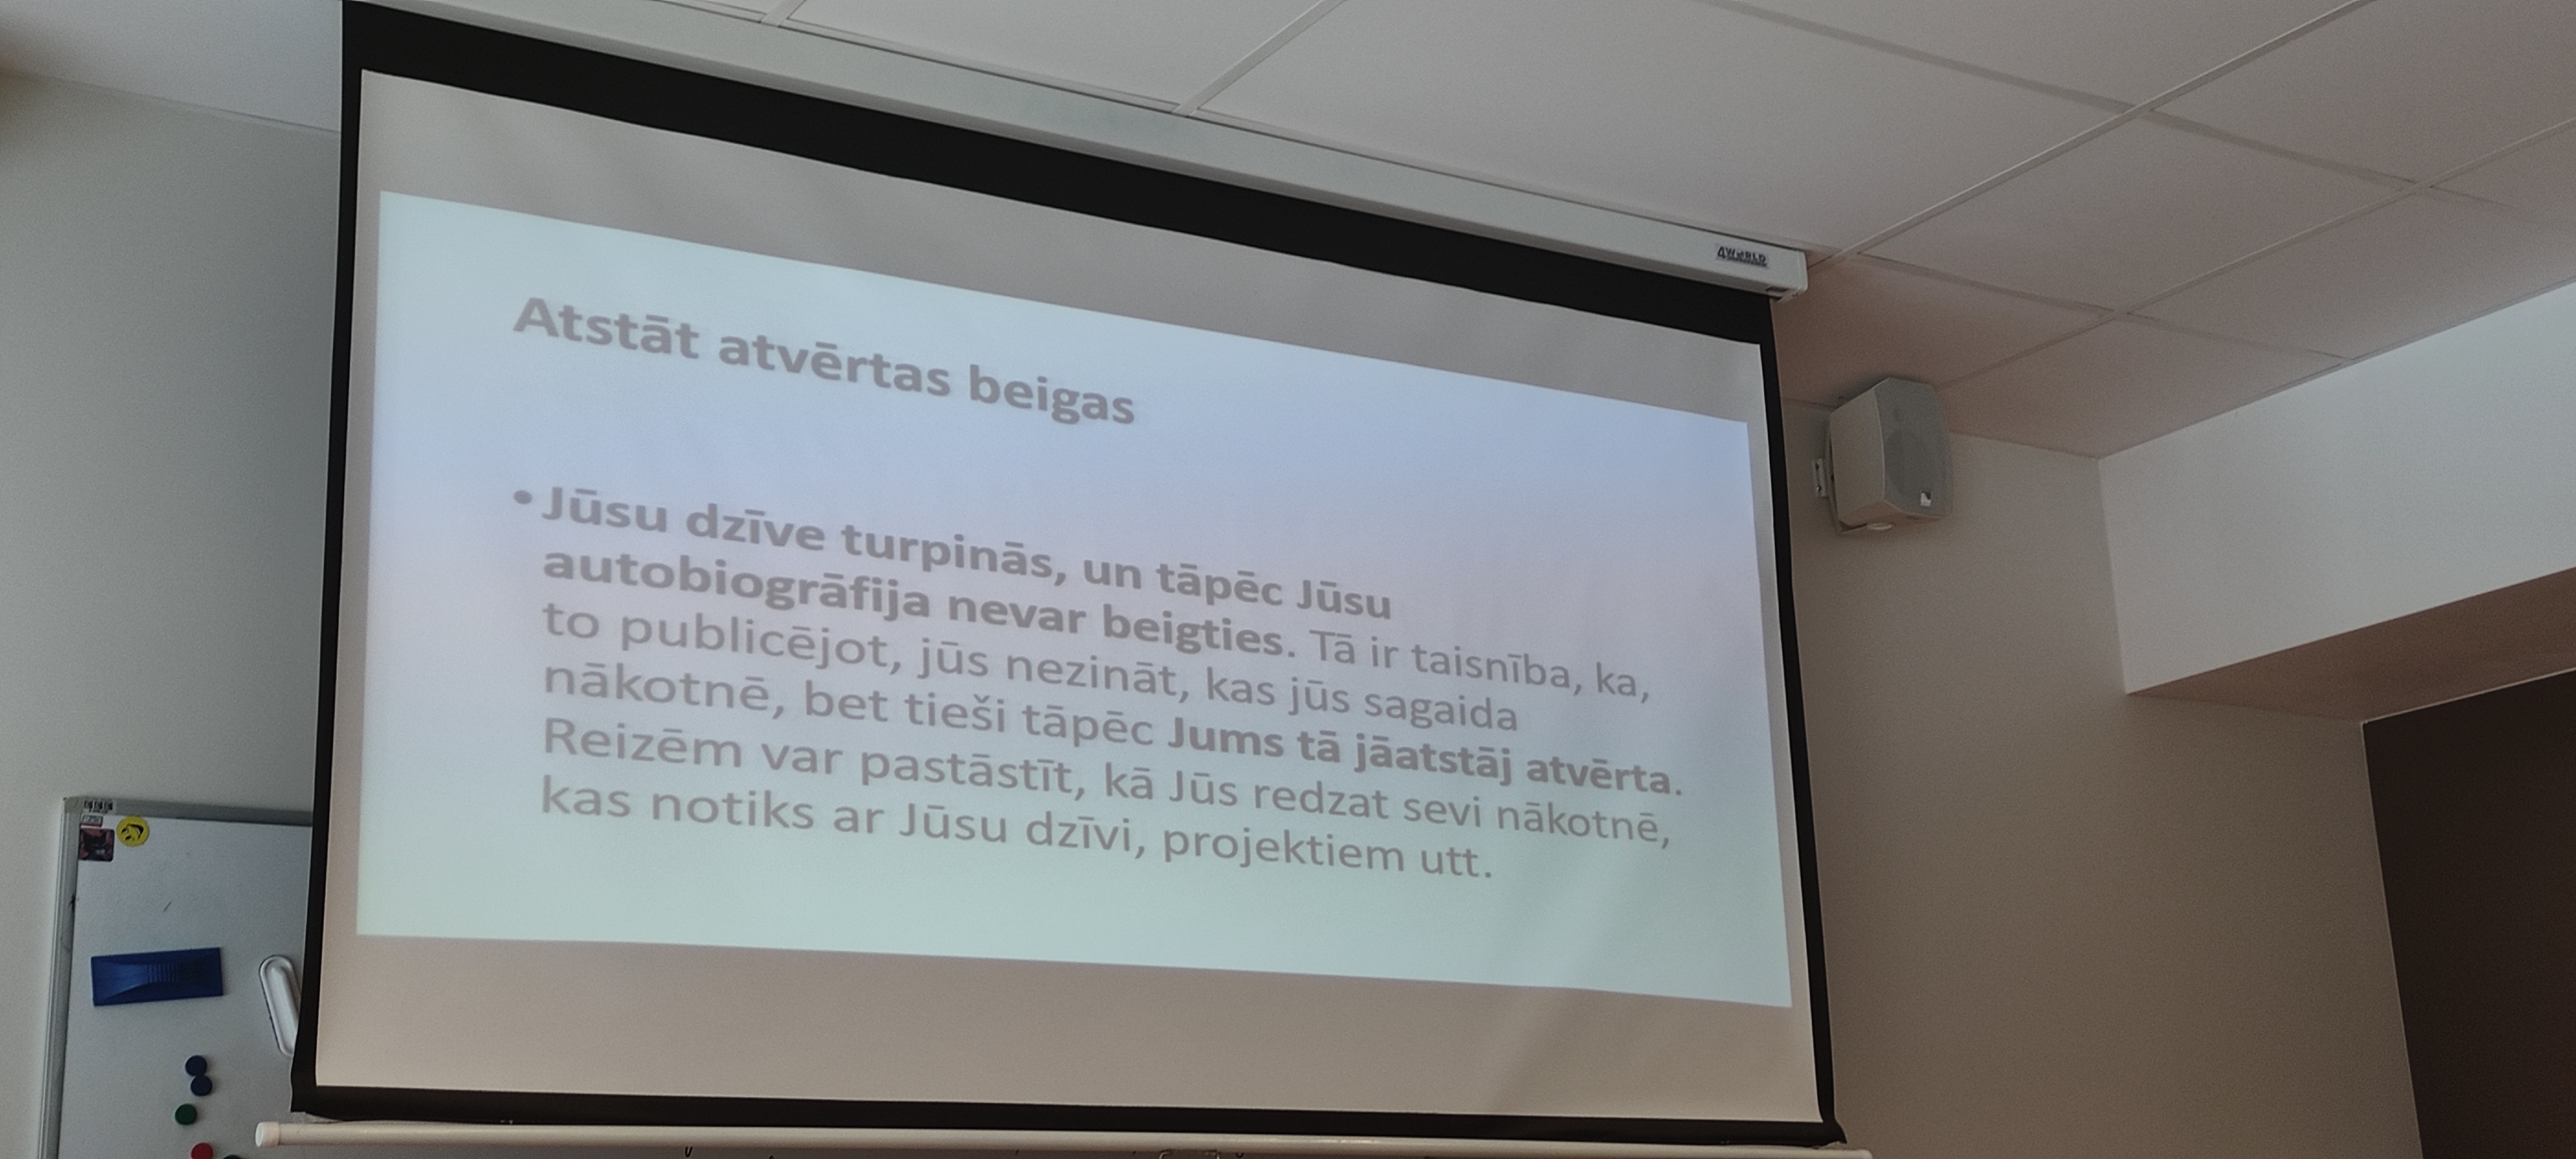 4WORLD
Atstāt atvērtas beigas
• Jūsu dzīve turpinās, un tāpēc Jūsu
autobiogrāfija nevar beigties. Tā ir taisnība, ka,
to publicējot, jūs nezināt, kas jūs sagaida
nākotnē, bet tieši tāpēc Jums tā jāatstāj atvērta.
Reizēm var pastāstīt, kā Jūs redzat sevi nākotnē,
kas notiks ar Jūsu dzīvi, projektiem utt.